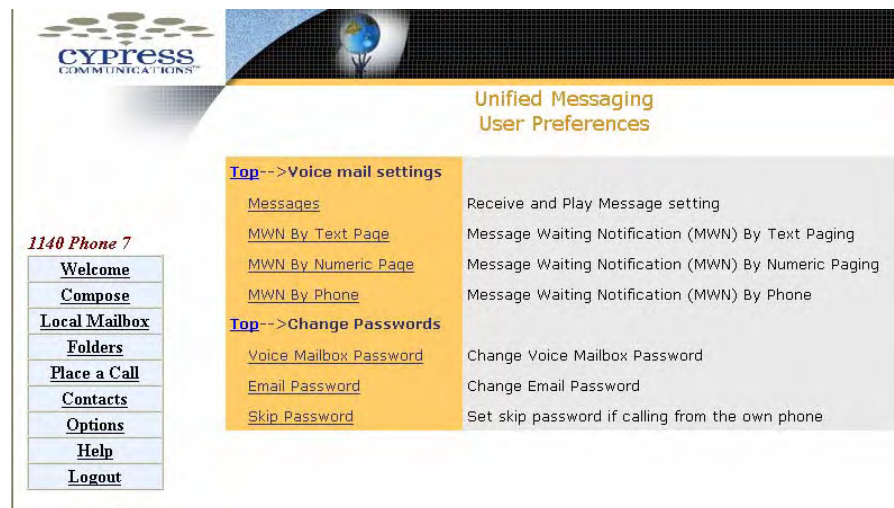 cypress
COMMUNICATIONS™
Unified Messaging
User Preferences
Top-->Voice mail settings
Messages Receive and Play Message setting
MWN By Text Page Message Waiting Notification (MWN) By Text Paging
MWN By Numeric Page Message Waiting Notification (MWN) By Numeric Paging
MWN By Phone Message Waiting Notification (MWN) By Phone
Top-->Change Passwords
Voice Mailbox Password Change Voice Mailbox Password
Email Password Change Email Password
Skip Password Set skip password if calling from the own phone
1140 Phone 7
Welcome
Compose
Local Mailbox
Folders
Place a Call
Contacts
Options
Help
Logout